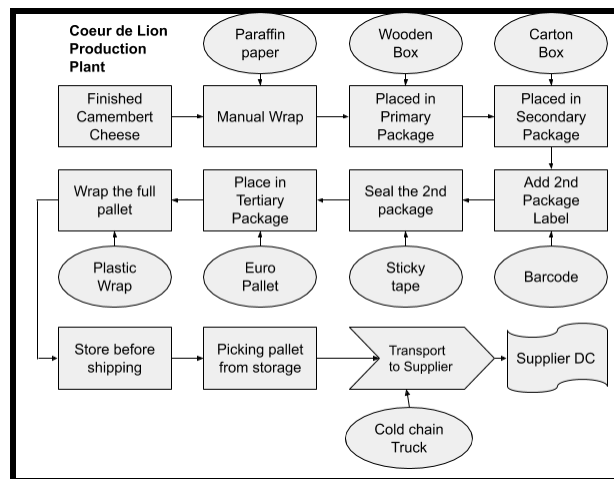 Coeur de Lion
Production
Plant
Paraffin
paper
Wooden
Box
Carton
Box
Finished
Camembert
Cheese
Manual Wrap
Placed in
Primary
Package
Placed in
Secondary
Package
Wrap the full
pallet
Place in
Tertiary
Package
Seal the 2nd
package
Add 2nd
Package
Label
Plastic
Wrap
Euro
Pallet
Sticky
tape
Barcode
Store before
shipping
Picking pallet
from storage
Transport
to Supplier
Supplier DC
Cold chain
Truck